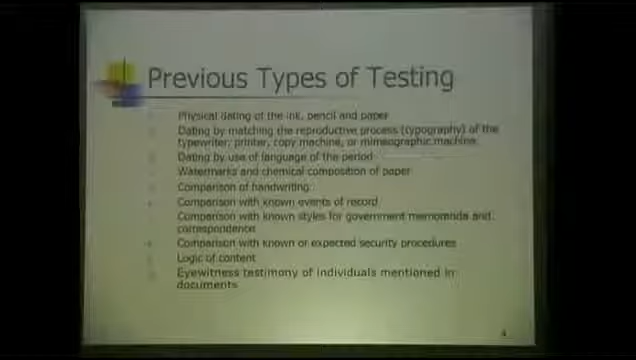 Previous Types of Testing
Physical dating of the ink, pencil and paper
Dating by matching the reproductive process (typography) of the
typewriter, printer, copy machine, or mimeographic machine.
Dating by use of language of the period
Watermarks and chemical composition of paper
Comparison of handwriting
Comparison with known events of record
Comparison with known styles for government memoranda and
correspondence
Comparison with known or expected security procedures
Logic of content
Eyewitness testimony of individuals mentioned in
documents
4